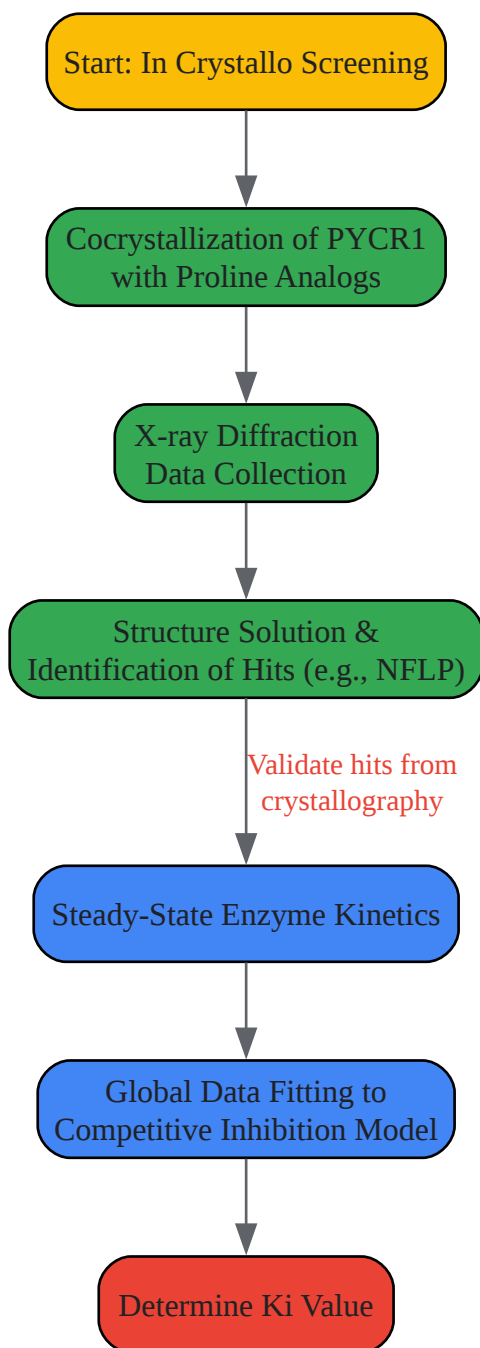 Start: In Crystallo Screening
Cocrystallization of PYCR1
with Proline Analogs
X-ray Diffraction
Data Collection
Structure Solution &
Identification of Hits (e.g., NFLP)
Validate hits from
crystallography
Steady-State Enzyme Kinetics
Global Data Fitting to
Competitive Inhibition Model
Determine Ki Value